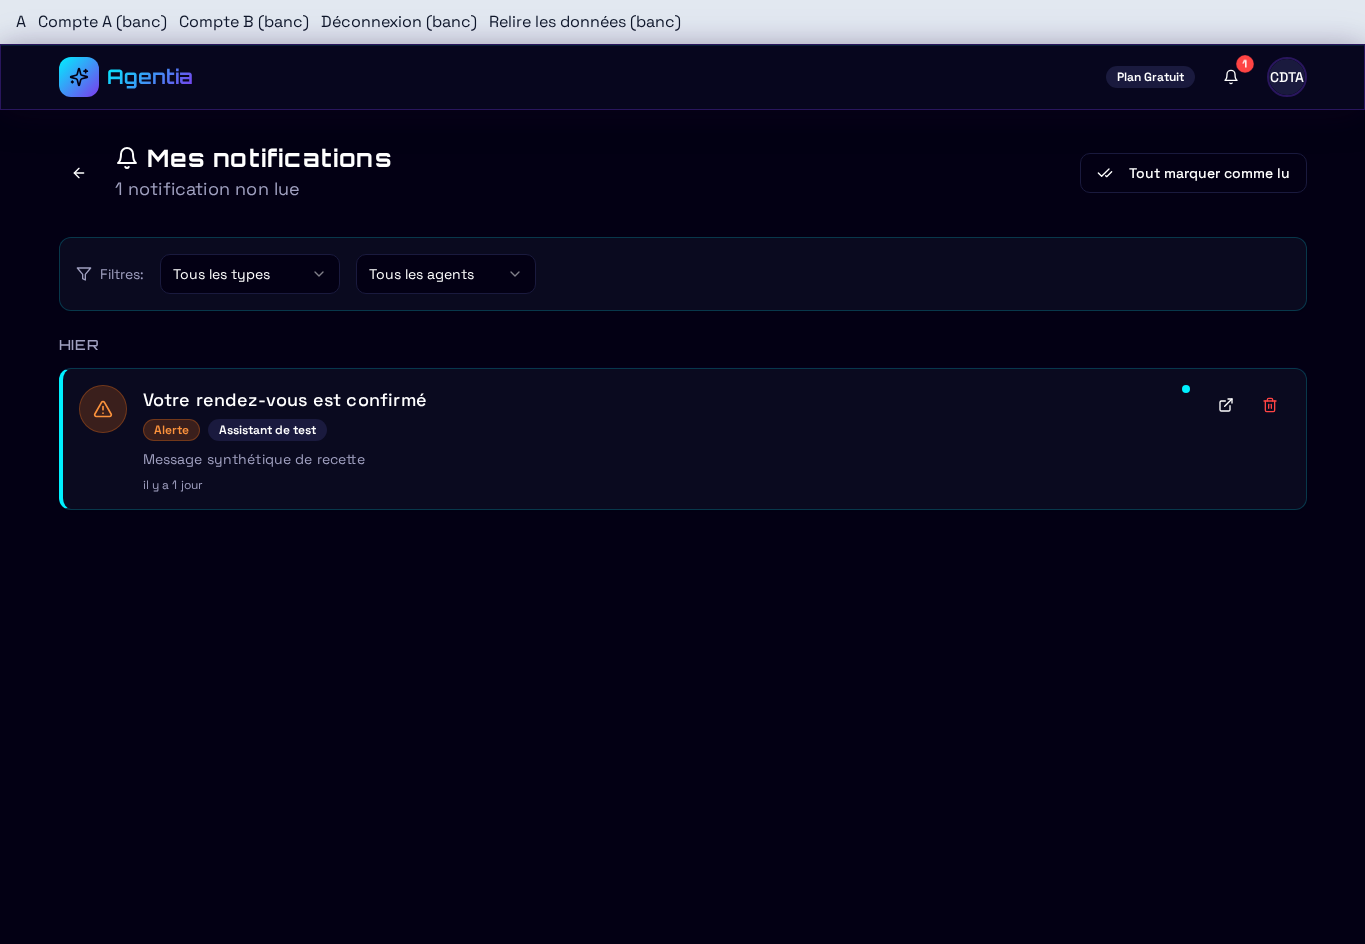 A Compte A (banc) Compte B (banc) Déconnexion (banc) Relire les données (banc)
Agentia Plan Gratuit 1 CDTA
Mes notifications
1 notification non lue
Tout marquer comme lu
Filtres: Tous les types Tous les agents
HIER
Votre rendez-vous est confirmé
Alerte Assistant de test
Message synthétique de recette
il y a 1 jour